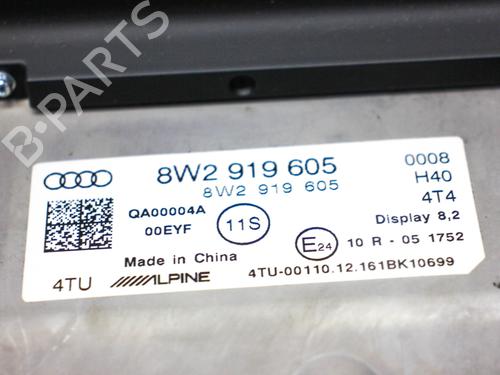 B-PARTS
8W2 919 605
8W2 919 605
0008
H40
4T4
QA00004A
00EYF
11S
Display 8,2
E24
10 R - 05 1752
Made in China
4TU
ALPINE
4TU-00110.12.161BK10699